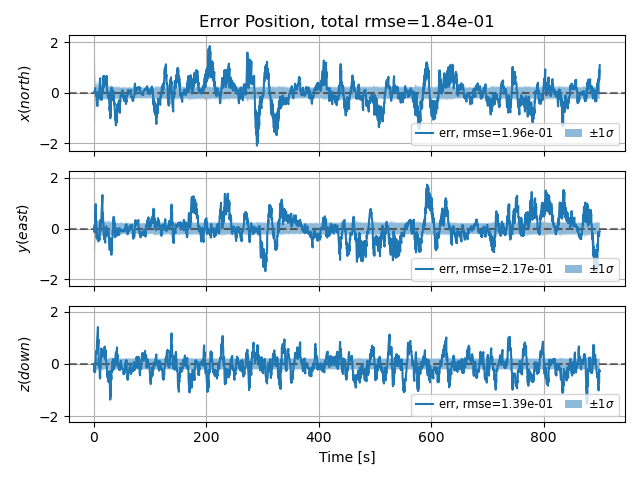 Error Position, total rmse=1.84e-01
x(north)
2
0
−2
err, rmse=1.96e-01 ±1σ
y(east)
2
0
−2
err, rmse=2.17e-01 ±1σ
z(down)
2
0
−2
err, rmse=1.39e-01 ±1σ
0 200 400 600 800
Time [s]